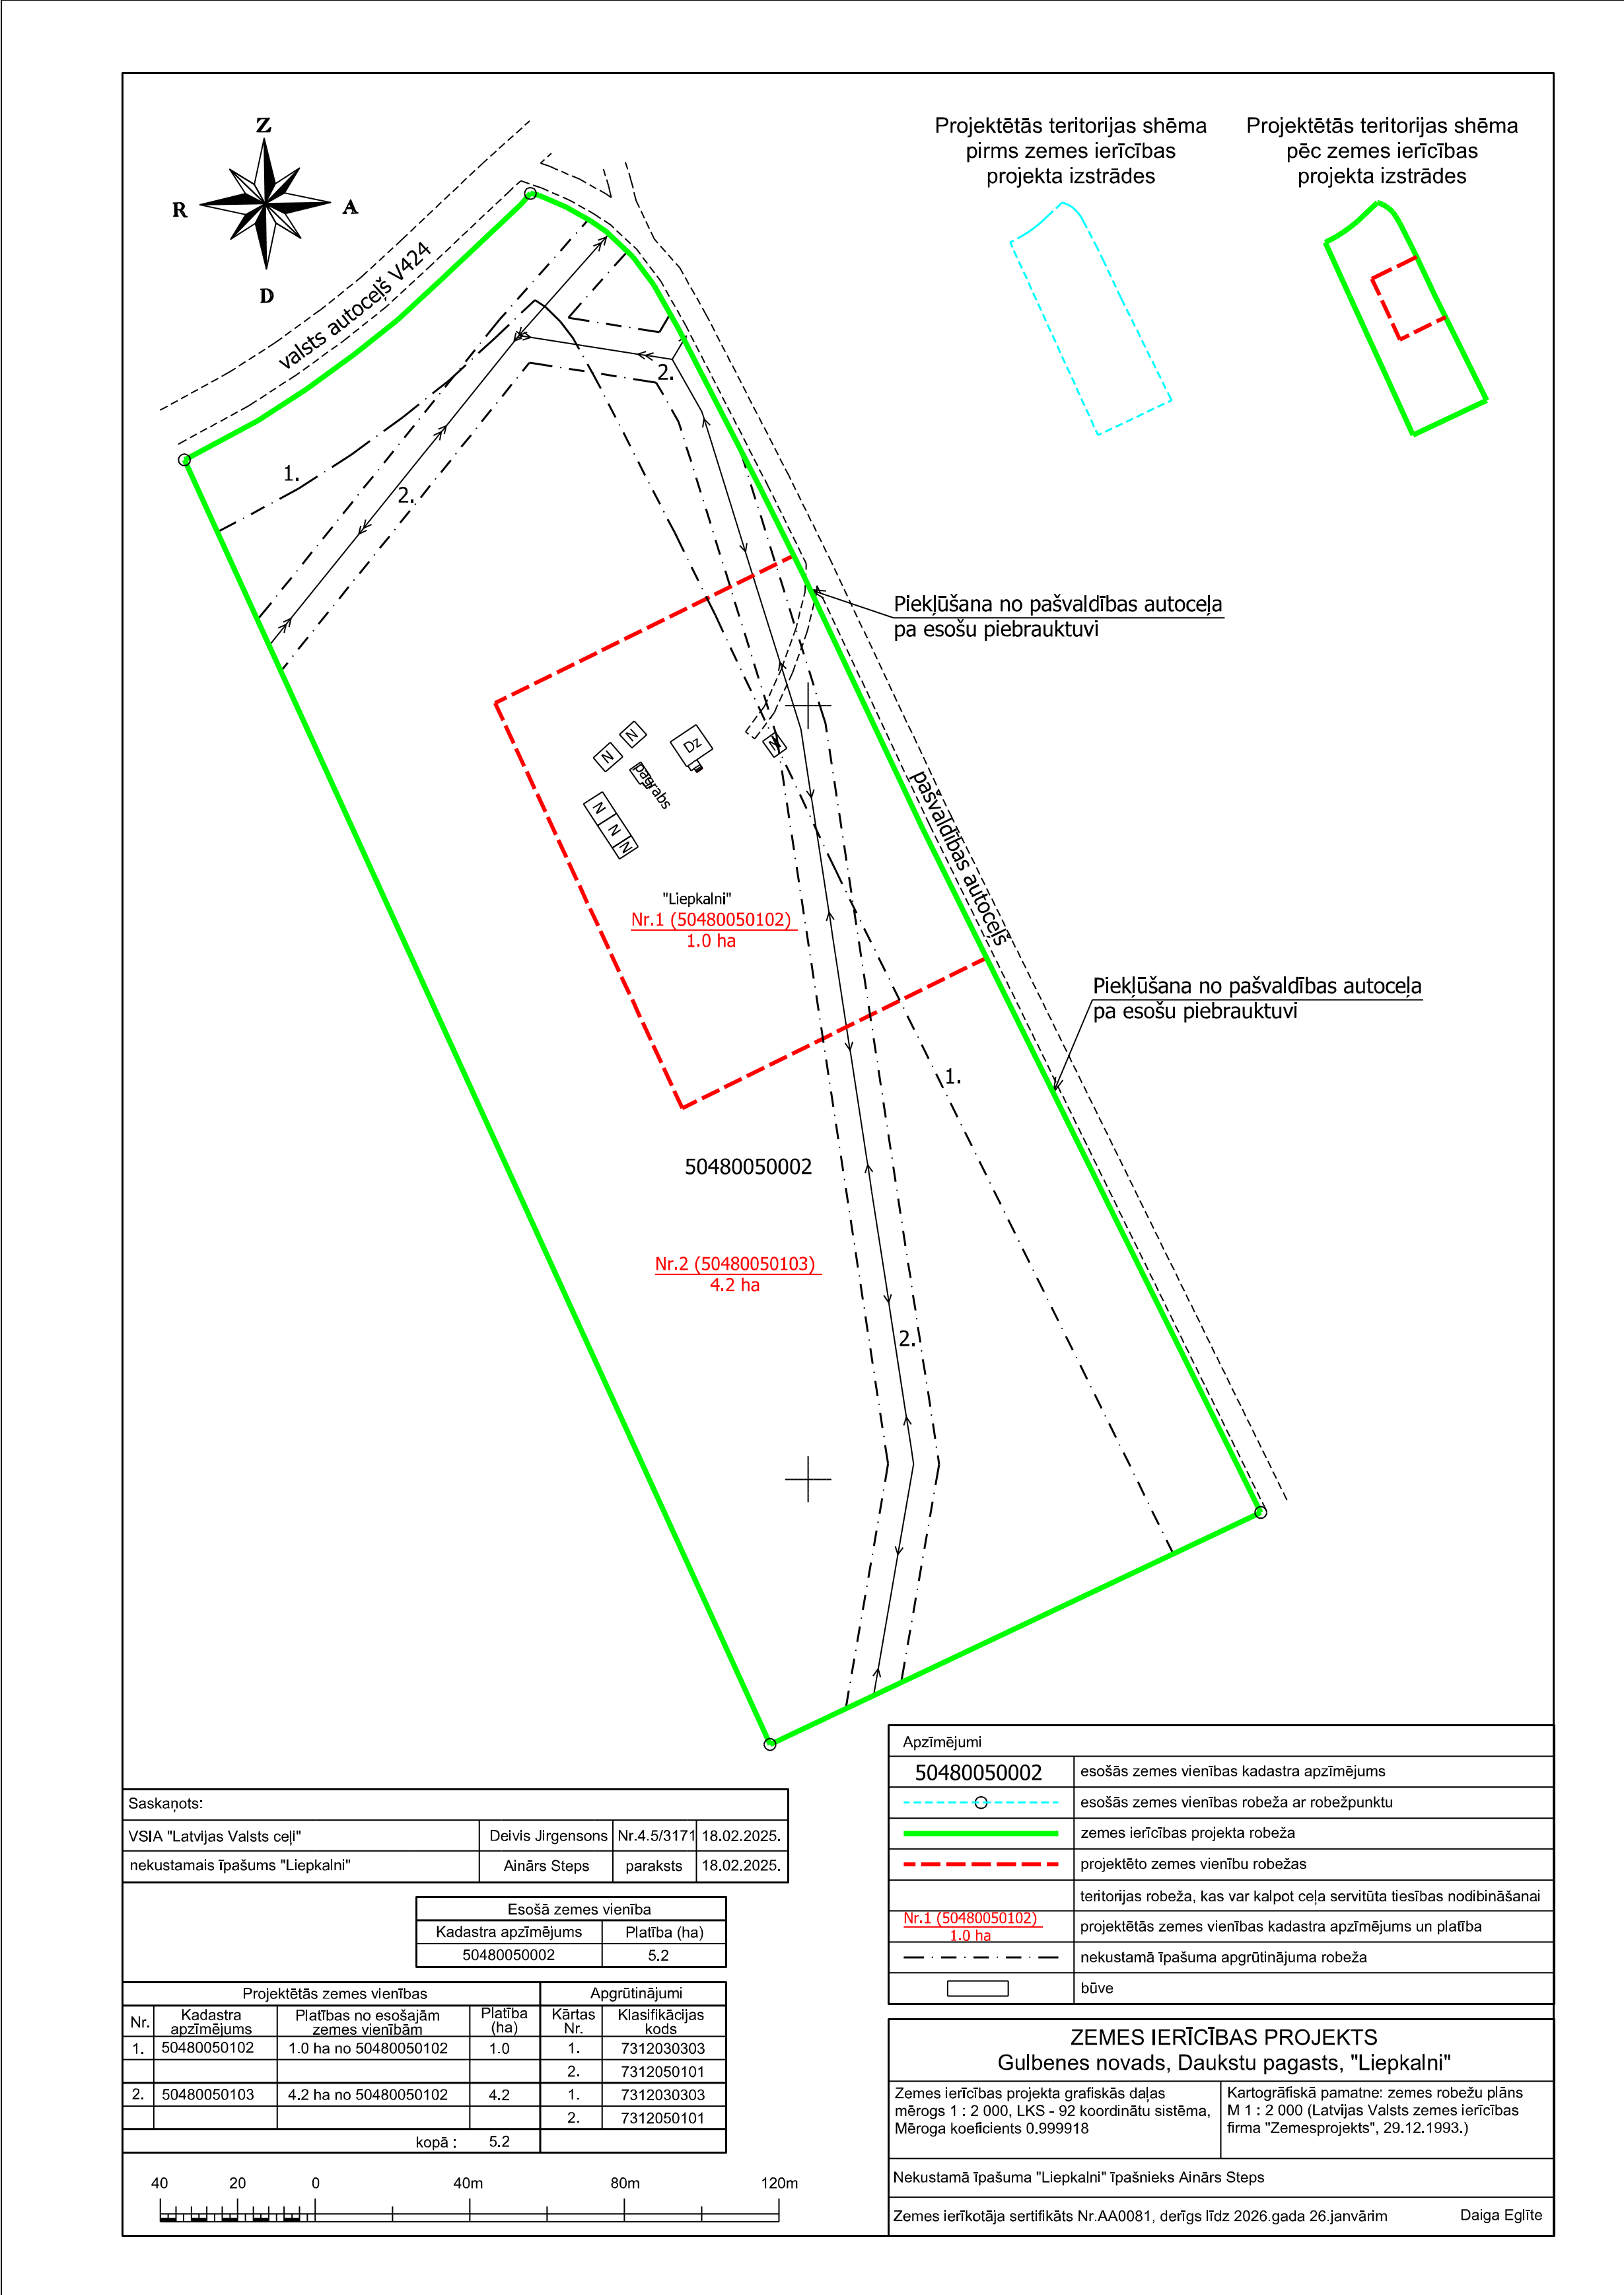 Z
R
A
D
Projektētās teritorijas shēma
pirms zemes ierīcības
projekta izstrādes
Projektētās teritorijas shēma
pēc zemes ierīcības
projekta izstrādes
valsts autoceļš V424
1.
2.
2.
Piekļūšana no pašvaldības autoceļa
pa esošu piebrauktuvi
N
N
Dz
N
pagrabs
N
N
N
pašvaldības autoceļš
"Liepkalni"
Nr.1 (50480050102)
1.0 ha
Piekļūšana no pašvaldības autoceļa
pa esošu piebrauktuvi
1.
50480050002
Nr.2 (50480050103)
4.2 ha
2.
Apzīmējumi
50480050002 esošās zemes vienības kadastra apzīmējums
esošās zemes vienības robeža ar robežpunktu
zemes ierīcības projekta robeža
projektēto zemes vienību robežas
teritorijas robeža, kas var kalpot ceļa servitūta tiesības nodibināšanai
Nr.1 (50480050102)
1.0 ha
projektētās zemes vienības kadastra apzīmējums un platība
nekustamā īpašuma apgrūtinājuma robeža
būve
Saskaņots:
VSIA "Latvijas Valsts ceļi" Deivis Jirgensons Nr.4.5/3171 18.02.2025.
nekustamais īpašums "Liepkalni" Ainārs Steps paraksts 18.02.2025.
Esošā zemes vienība
Kadastra apzīmējums Platība (ha)
50480050002 5.2
Projektētās zemes vienības Apgrūtinājumi
Nr. Kadastra apzīmējums Platības no esošajām zemes vienībām Platība (ha) Kārtas Nr. Klasifikācijas kods
1. 50480050102 1.0 ha no 50480050102 1.0 1. 7312030303
2. 7312050101
2. 50480050103 4.2 ha no 50480050102 4.2 1. 7312030303
2. 7312050101
kopā : 5.2
40 20 0 40m 80m 120m
ZEMES IERĪCĪBAS PROJEKTS
Gulbenes novads, Daukstu pagasts, "Liepkalni"
Zemes ierīcības projekta grafiskās daļas
mērogs 1 : 2 000, LKS - 92 koordinātu sistēma,
Mēroga koeficients 0.999918
Kartogrāfiskā pamatne: zemes robežu plāns
M 1 : 2 000 (Latvijas Valsts zemes ierīcības
firma "Zemesprojekts", 29.12.1993.)
Nekustamā īpašuma "Liepkalni" īpašnieks Ainārs Steps
Zemes ierīkotāja sertifikāts Nr.AA0081, derīgs līdz 2026.gada 26.janvārim Daiga Eglīte